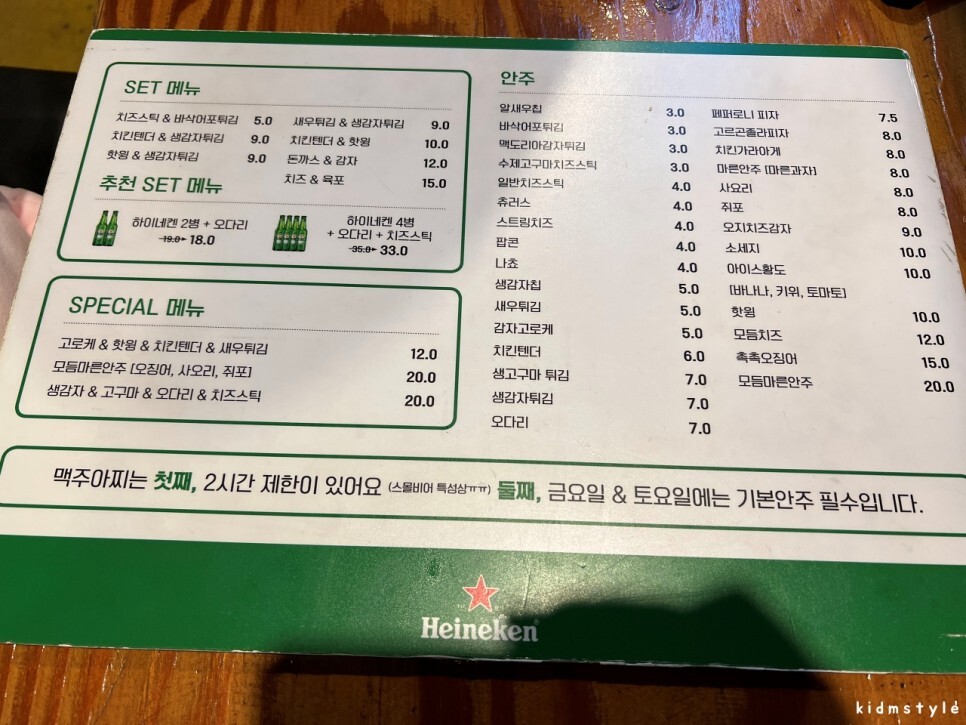 SET 메뉴
치즈스틱 & 바삭어포튀김 5.0
치킨텐더 & 생감자튀김 9.0
핫윙 & 생감자튀김 9.0
새우튀김 & 생감자튀김 9.0
치킨텐더 & 핫윙 10.0
돈까스 & 감자 12.0
치즈 & 육포 15.0
추천 SET 메뉴
하이네켄 2병 + 오다리
19.0▸ 18.0
하이네켄 4병
+ 오다리 + 치즈스틱
35.0▸ 33.0
SPECIAL 메뉴
고로케 & 핫윙 & 치킨텐더 & 새우튀김 12.0
모듬마른안주 [오징어, 사오리, 쥐포] 20.0
생감자 & 고구마 & 오다리 & 치즈스틱 20.0
안주
알새우칩 3.0
바삭어포튀김 3.0
맥도리아감자튀김 3.0
수제고구마치즈스틱 3.0
일반치즈스틱 4.0
츄러스 4.0
스트링치즈 4.0
팝콘 4.0
나쵸 4.0
생감자칩 5.0
새우튀김 5.0
감자고로케 5.0
치킨텐더 6.0
생고구마 튀김 7.0
생감자튀김 7.0
오다리 7.0
페퍼로니 피자 7.5
고르곤졸라피자 8.0
치킨가라아게 8.0
마른안주 [마른과자] 8.0
사요리 8.0
쥐포 8.0
오지치즈감자 9.0
소세지 10.0
아이스황도 10.0
[바나나, 키위, 토마토]
핫윙 10.0
모듬치즈 12.0
촉촉오징어 15.0
모듬마른안주 20.0
맥주아찌는 첫째, 2시간 제한이 있어요 (스몰비어 특성상ㅠㅠ) 둘째, 금요일 & 토요일에는 기본안주 필수입니다.
Heineken
kidmstyle